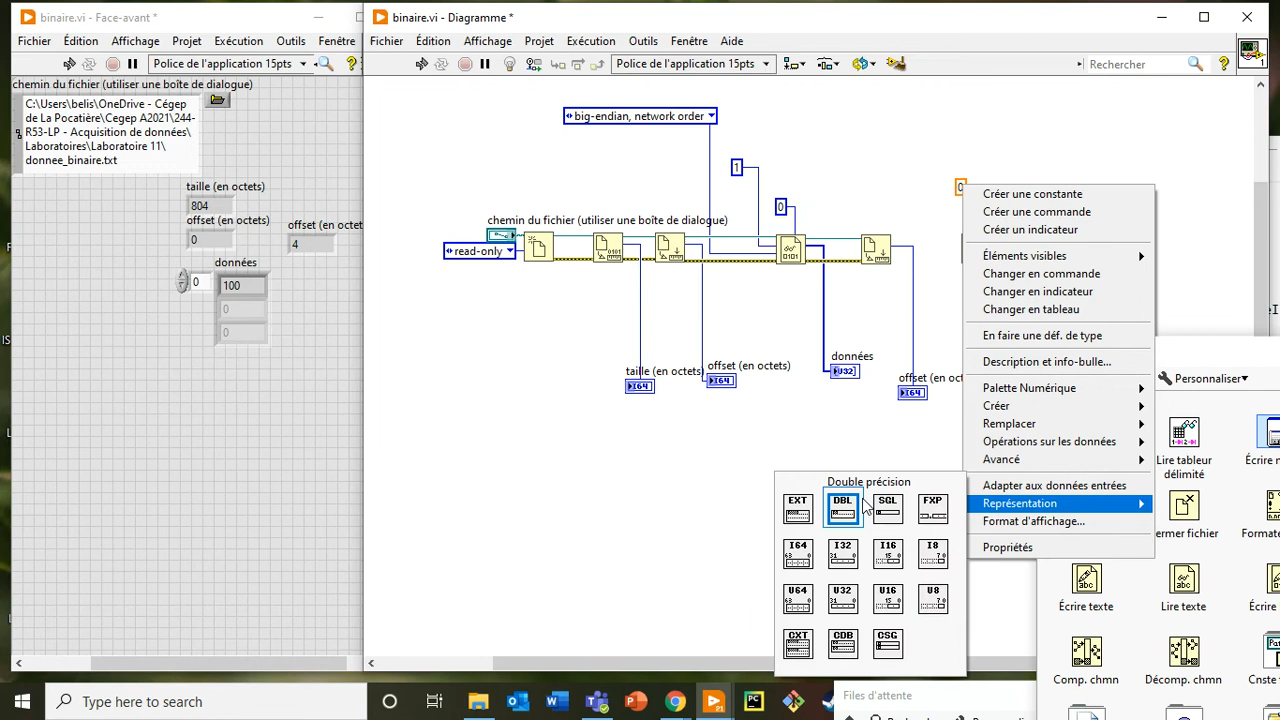 binaire.vi - Face-avant *
Fichier Édition Affichage Projet Exécution Outils Fenêtre
Police de l'application 15pts
chemin du fichier (utiliser une boîte de dialogue)
C:\Users\belis\OneDrive - Cégep
de La Pocatière\Cegep A2021\244-
R53-LP - Acquisition de données\
Laboratoires\Laboratoire 11\
donnee_binaire.txt
taille (en octets)
804
offset (en octets)
0
offset (en octet
4
données
0
100
0
0
binaire.vi - Diagramme *
Fichier Édition Affichage Projet Exécution Outils Fenêtre Aide
Police de l'application 15pts
Rechercher
big-endian, network order
1
0
0
chemin du fichier (utiliser une boîte de dialogue)
read-only
taille (en octets)
I64
offset (en octets)
I64
données
U32
offset (en oct
I64
Créer une constante
Créer une commande
Créer un indicateur
Éléments visibles
Changer en commande
Changer en indicateur
Changer en tableau
En faire une déf. de type
Description et info-bulle...
Palette Numérique
Créer
Remplacer
Opérations sur les données
Avancé
Adapter aux données entrées
Représentation
Format d'affichage...
Propriétés
Double précision
EXT DBL SGL FXP
I64 I32 I16 I8
U64 U32 U16 U8
CXT CDB CSG
Personnaliser
Lire tableur
délimité
Écrire
ermer fichier
Formate
Écrire texte
Lire texte
Écrire
Comp. chmn
Décomp. chmn
Cnste
Files d'attente
Type here to search